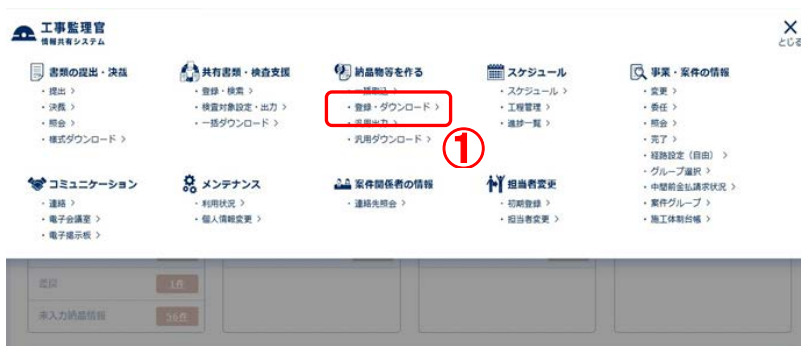 工事監理官
情報共有システム
×
とじる
書類の提出・決裁
・提出 >
・決裁 >
・照会 >
・様式ダウンロード >
共有書類・検査支援
・登録・検索 >
・検査対象設定・出力 >
・一括ダウンロード >
納品物等を作る
・一括取込 >
・登録・ダウンロード >
・汎用出力 >
・汎用ダウンロード >
①
スケジュール
・スケジュール >
・工程管理 >
・進捗一覧 >
事業・案件の情報
・変更 >
・委任 >
・照会 >
・完了 >
・経路設定（自由） >
・グループ選択 >
・中間前金払請求状況 >
・案件グループ >
・施工体制台帳 >
コミュニケーション
・連絡 >
・電子会議室 >
・電子掲示板 >
メンテナンス
・利用状況 >
・個人情報変更 >
案件関係者の情報
・連絡先照会 >
担当者変更
・初期登録 >
・担当者変更 >
差戻
1件
未入力納品情報
36件